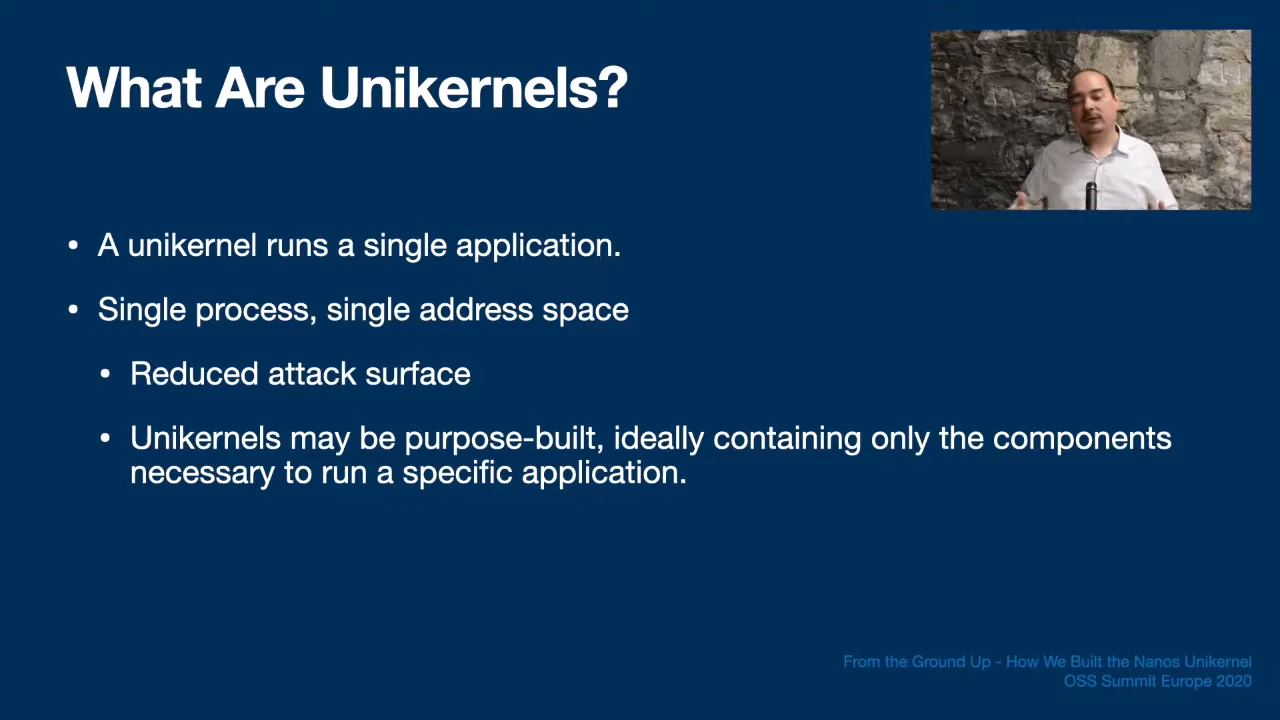 What Are Unikernels?
• A unikernel runs a single application.
• Single process, single address space
• Reduced attack surface
• Unikernels may be purpose-built, ideally containing only the components
necessary to run a specific application.
From the Ground Up - How We Built the Nanos Unikernel
OSS Summit Europe 2020